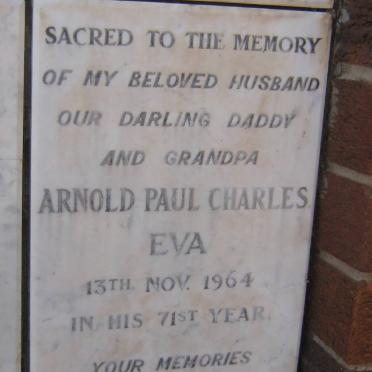 SACRED TO THE MEMORY
OF MY BELOVED HUSBAND
OUR DARLING DADDY
AND GRANDPA
ARNOLD PAUL CHARLES
EVA
13TH. NOV. 1964
IN HIS 71ST YEAR.
YOUR MEMORIES